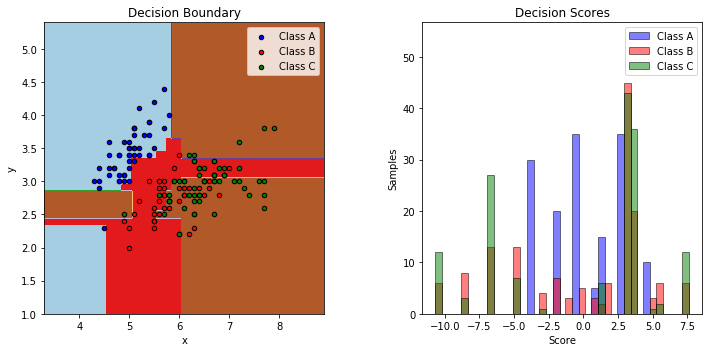 Decision Boundary
5.0
4.5
4.0
3.5
3.0
2.5
2.0
1.5
1.0
y
4
5
6
7
8
x
Class A
Class B
Class C
Decision Scores
50
40
30
20
10
0
Samples
−10.0
−7.5
−5.0
−2.5
0.0
2.5
5.0
7.5
Score
Class A
Class B
Class C